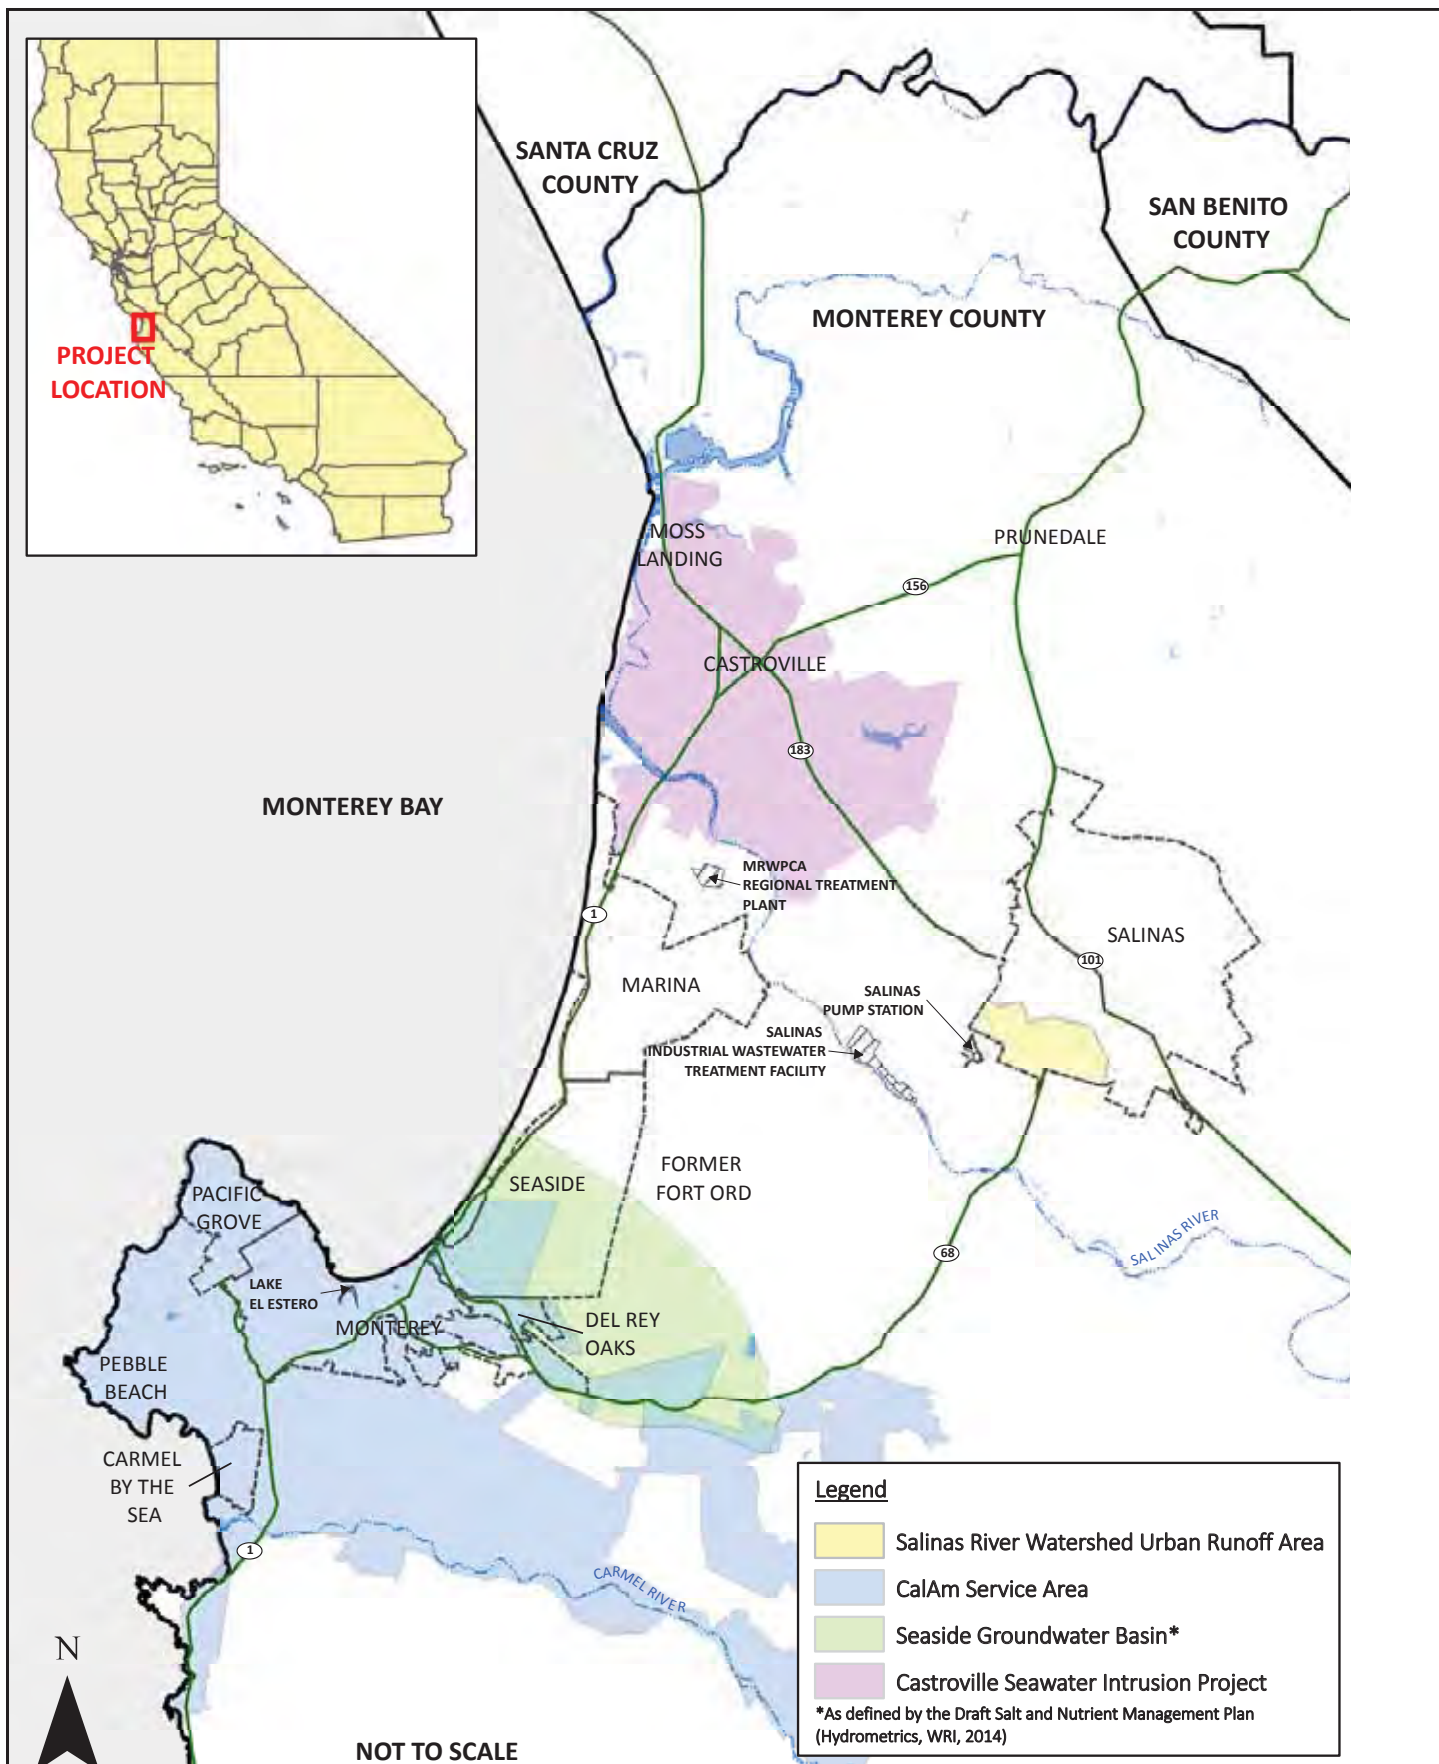 PROJECT
LOCATION
SANTA CRUZ
COUNTY
SAN BENITO
COUNTY
MONTEREY COUNTY
MOSS
LANDING
PRUNEDALE
156
CASTROVILLE
183
MONTEREY BAY
MRWPCA
REGIONAL TREATMENT
PLANT
1
SALINAS
101
MARINA
SALINAS
PUMP STATION
SALINAS
INDUSTRIAL WASTEWATER
TREATMENT FACILITY
FORMER
FORT ORD
SEASIDE
PACIFIC
GROVE
SALINAS RIVER
68
LAKE
EL ESTERO
MONTEREY
DEL REY
OAKS
PEBBLE
BEACH
CARMEL
BY THE
SEA
1
CARMEL RIVER
Legend
Salinas River Watershed Urban Runoff Area
CalAm Service Area
Seaside Groundwater Basin*
Castroville Seawater Intrusion Project
*As defined by the Draft Salt and Nutrient Management Plan
(Hydrometrics, WRI, 2014)
N
NOT TO SCALE